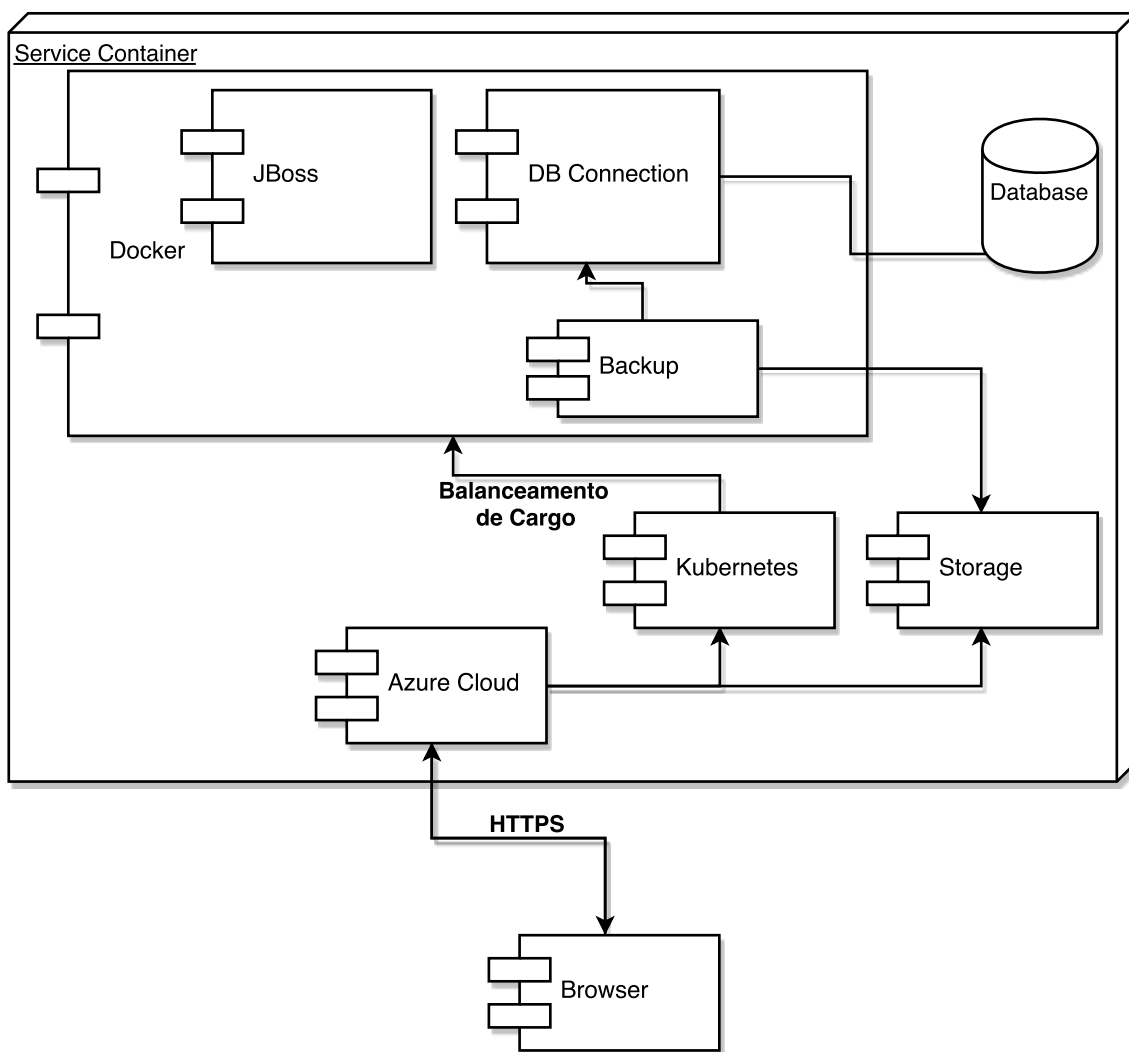 Service Container
JBoss
DB Connection
Database
Docker
Backup
Balanceamento
de Cargo
Kubernetes
Storage
Azure Cloud
HTTPS
Browser